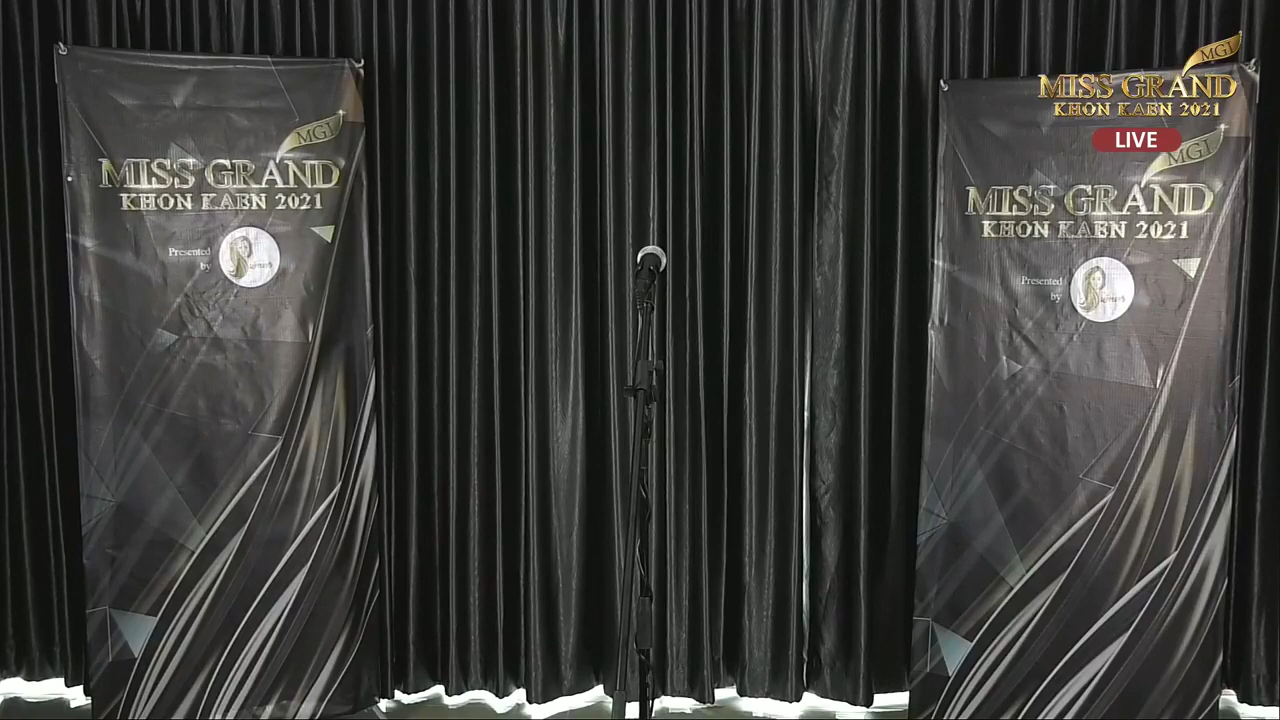 MGI
MISS GRAND
KHON KAEN 2021
Presented
by
MGI
MISS GRAND
KHON KAEN 2021
LIVE
MGI
MISS GRAND
KHON KAEN 2021
Presented
by